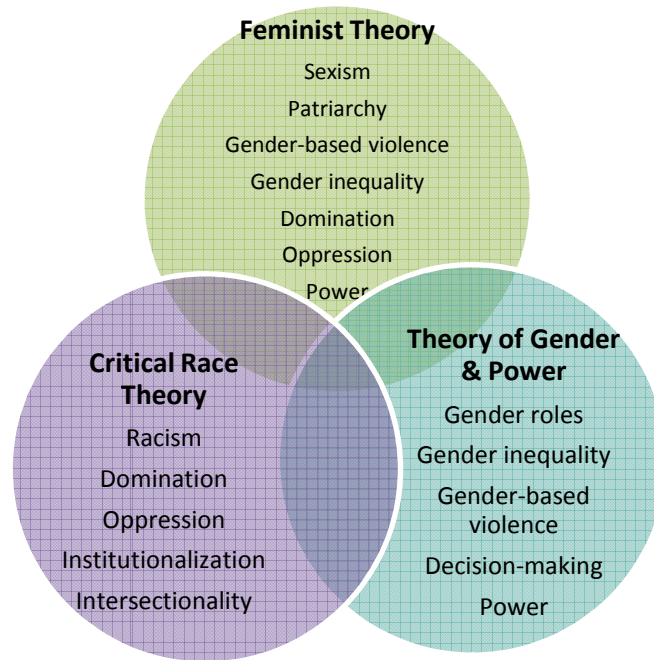 Feminist Theory
Sexism
Patriarchy
Gender-based violence
Gender inequality
Domination
Oppression
Power
Critical Race
Theory
Racism
Domination
Oppression
Institutionalization
Intersectionality
Theory of Gender
& Power
Gender roles
Gender inequality
Gender-based
violence
Decision-making
Power